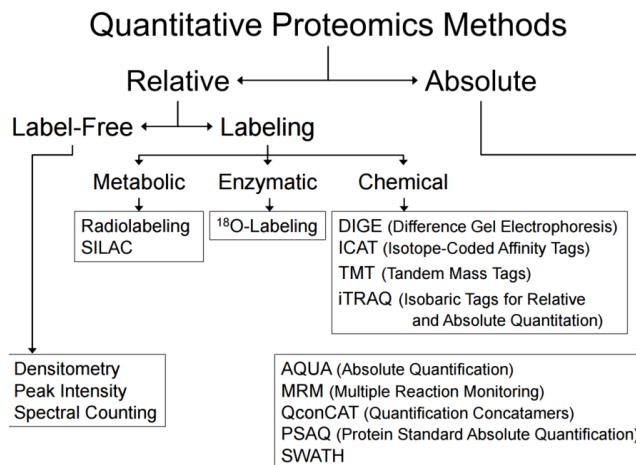 Quantitative Proteomics Methods
Relative
Absolute
Label-Free
Labeling
Metabolic
Enzymatic
Chemical
Radiolabeling
SILAC
¹⁸O-Labeling
DIGE (Difference Gel Electrophoresis)
ICAT (Isotope-Coded Affinity Tags)
TMT (Tandem Mass Tags)
iTRAQ (Isobaric Tags for Relative
and Absolute Quantitation)
Densitometry
Peak Intensity
Spectral Counting
AQUA (Absolute Quantification)
MRM (Multiple Reaction Monitoring)
QconCAT (Quantification Concatamers)
PSAQ (Protein Standard Absolute Quantification)
SWATH